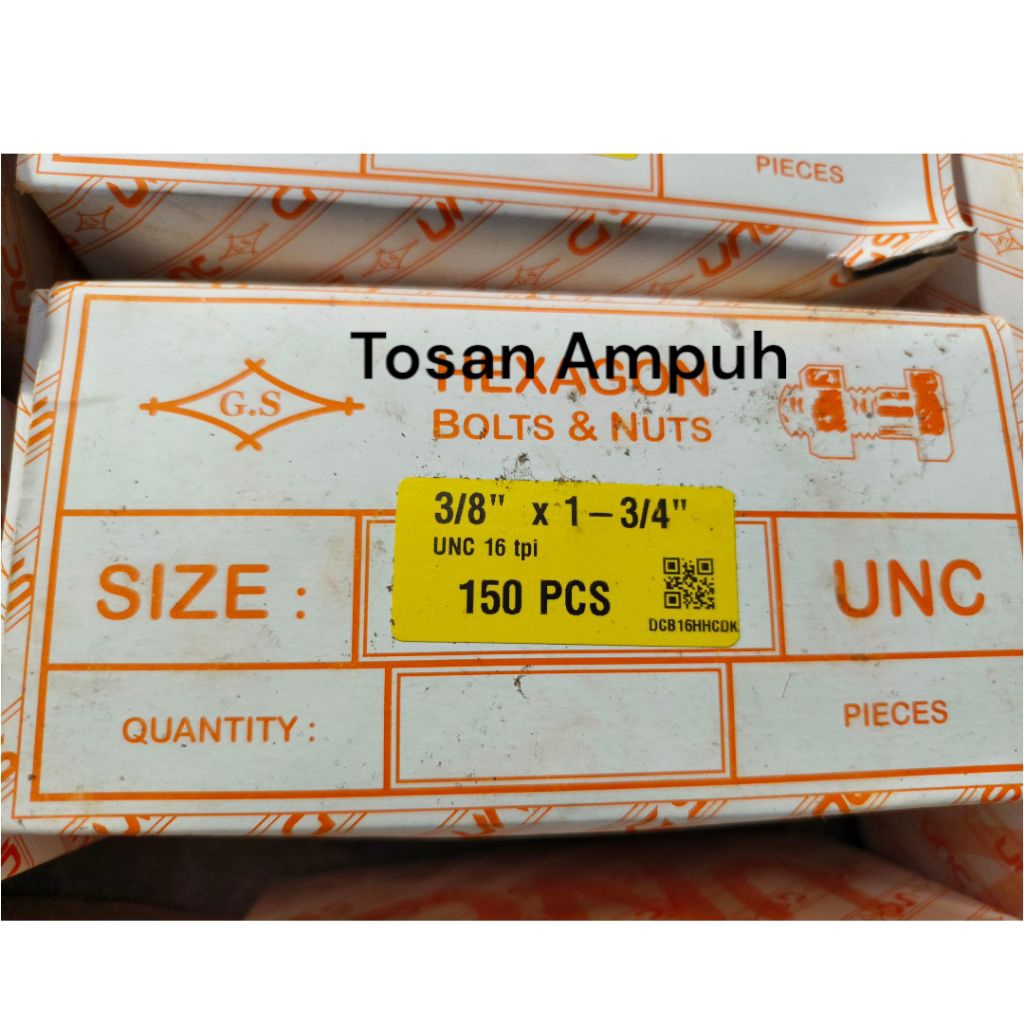 PIECES
Tosan Ampuh
G.S
HEXAGON
BOLTS & NUTS
3/8" x 1 – 3/4"
UNC 16 tpi
150 PCS
DCB16HHCDK
SIZE :
UNC
QUANTITY :
PIECES